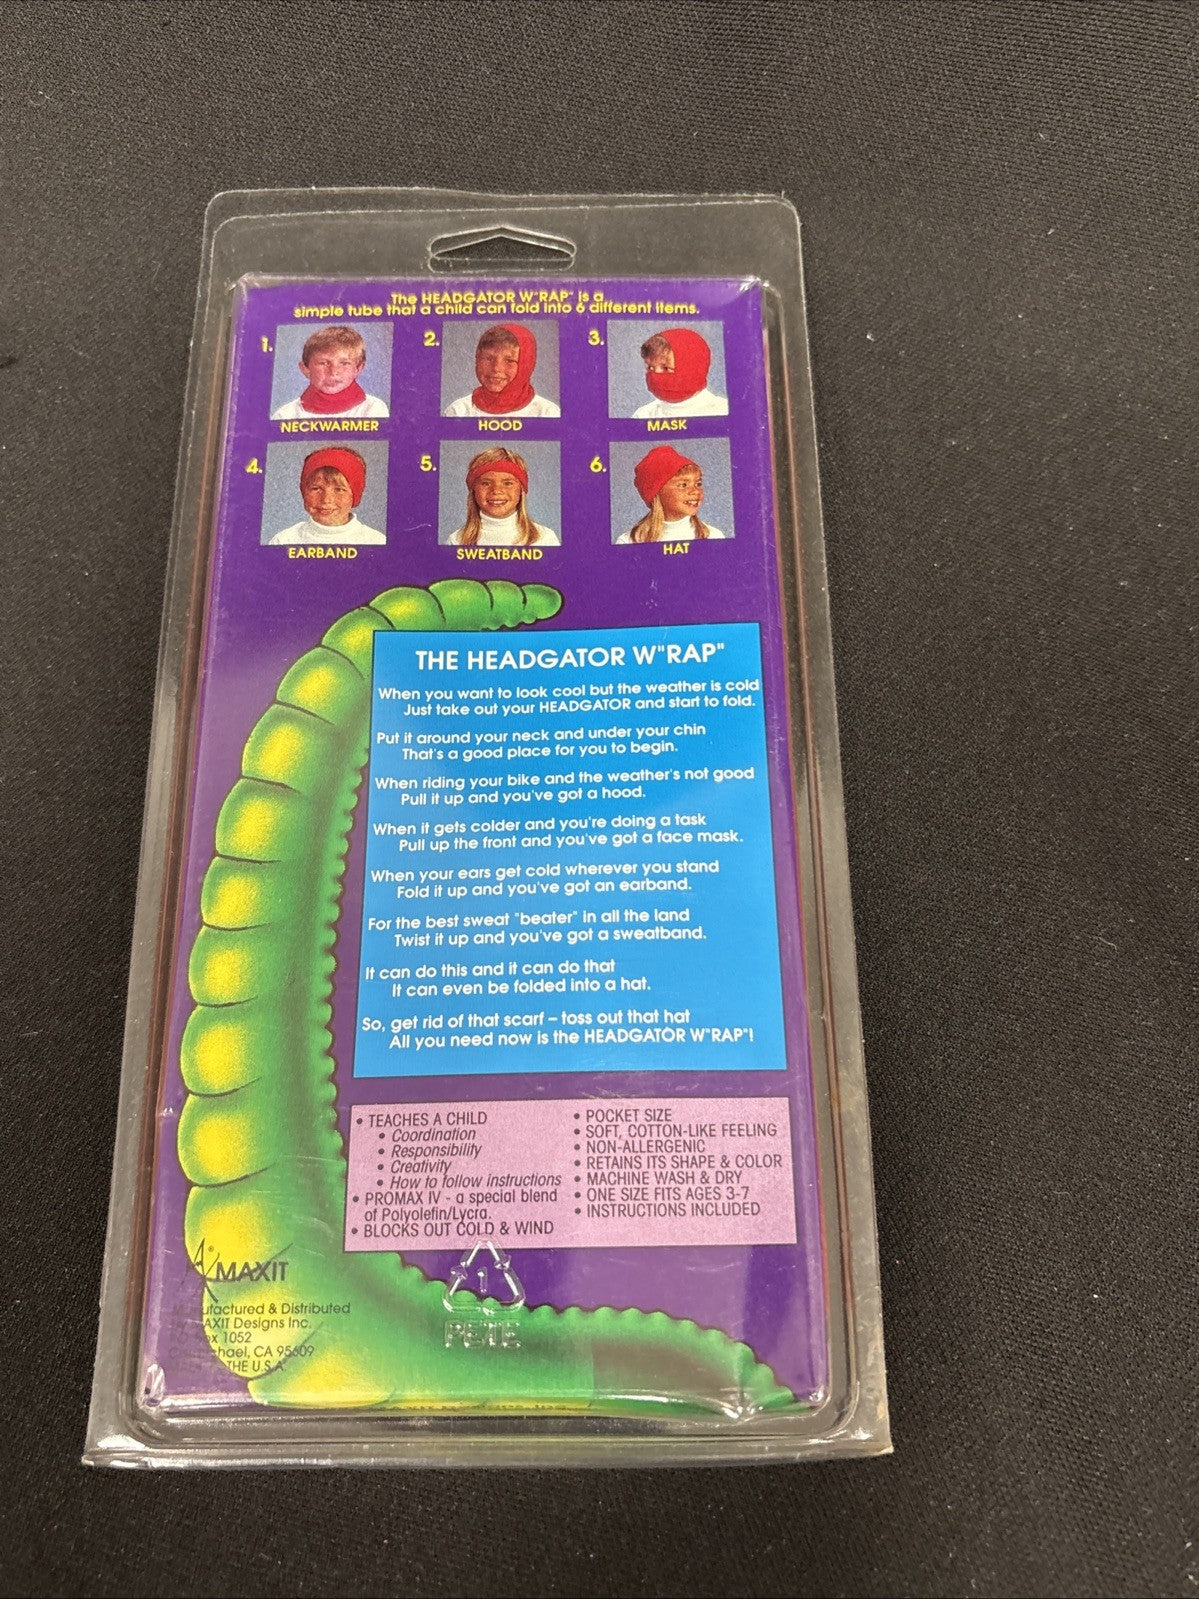 The HEADGATOR W"RAP" is a
simple tube that a child can fold into 6 different items.
1.
2.
3.
NECKWARMER
HOOD
MASK
4.
5.
6.
EARBAND
SWEATBAND
HAT
THE HEADGATOR W"RAP"
When you want to look cool but the weather is cold
Just take out your HEADGATOR and start to fold.
Put it around your neck and under your chin
That's a good place for you to begin.
When riding your bike and the weather's not good
Pull it up and you've got a hood.
When it gets colder and you're doing a task
Pull up the front and you've got a face mask.
When your ears get cold wherever you stand
Fold it up and you've got an earband.
For the best sweat "beater" in all the land
Twist it up and you've got a sweatband.
It can do this and it can do that
It can even be folded into a hat.
So, get rid of that scarf – toss out that hat
All you need now is the HEADGATOR W"RAP"!
• TEACHES A CHILD
• Coordination
• Responsibility
• Creativity
• How to follow instructions
• PROMAX IV - a special blend
of Polyolefin/Lycra.
• BLOCKS OUT COLD & WIND
• POCKET SIZE
• SOFT, COTTON-LIKE FEELING
• NON-ALLERGENIC
• RETAINS ITS SHAPE & COLOR
• MACHINE WASH & DRY
• ONE SIZE FITS AGES 3-7
• INSTRUCTIONS INCLUDED
® MAXIT
& Distributed
Designs Inc.
1052
CA 95609
THE U.S.A.
1
PETE